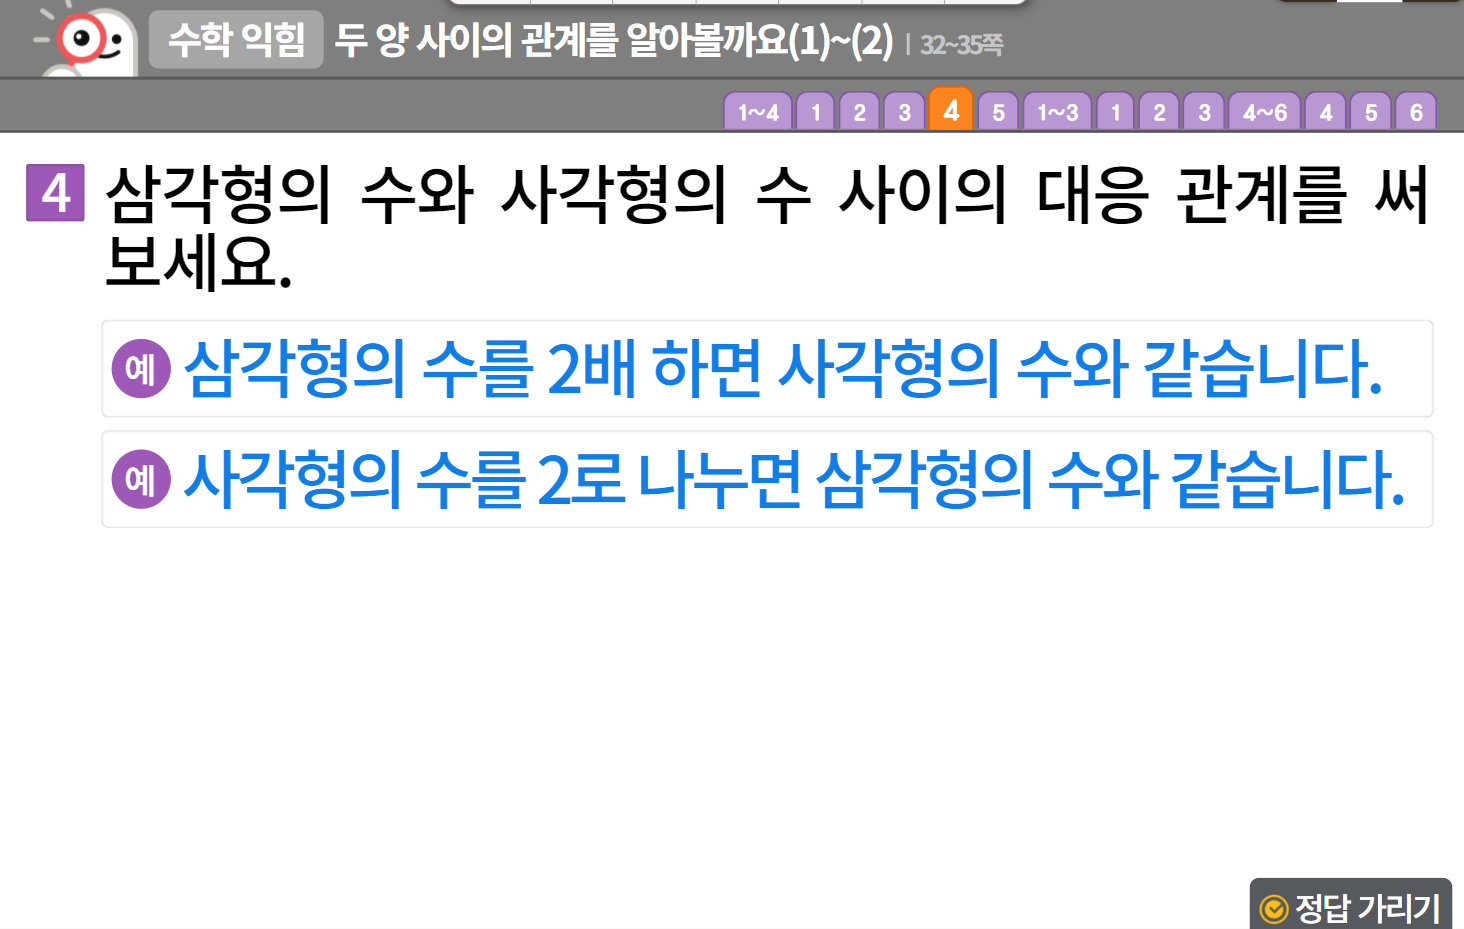 수학 익힘 두 양 사이의 관계를 알아볼까요(1)~(2) | 32~35쪽
1~4 1 2 3 4 5 1~3 1 2 3 4~6 4 5 6
4 삼각형의 수와 사각형의 수 사이의 대응 관계를 써
보세요.
예 삼각형의 수를 2배 하면 사각형의 수와 같습니다.
예 사각형의 수를 2로 나누면 삼각형의 수와 같습니다.
정답 가리기